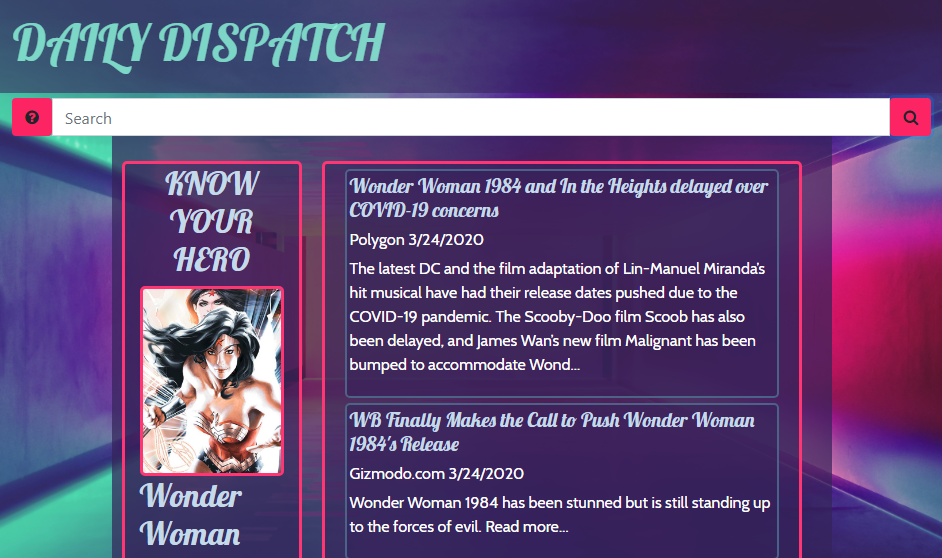 DAILY DISPATCH
Search
KNOW
YOUR
HERO
Wonder
Woman
Wonder Woman 1984 and In the Heights delayed over
COVID-19 concerns
Polygon 3/24/2020
The latest DC and the film adaptation of Lin-Manuel Miranda's
hit musical have had their release dates pushed due to the
COVID-19 pandemic. The Scooby-Doo film Scoob has also
been delayed, and James Wan's new film Malignant has been
bumped to accommodate Wond...
WB Finally Makes the Call to Push Wonder Woman
1984's Release
Gizmodo.com 3/24/2020
Wonder Woman 1984 has been stunned but is still standing up
to the forces of evil. Read more...